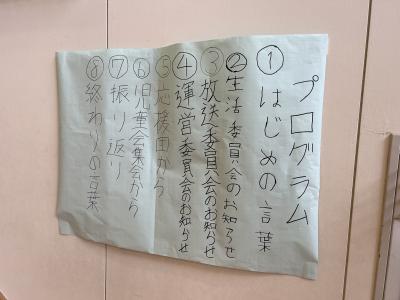 プログラム
①はじめの言葉
②生活委員会のお知らせ
③放送委員会のお知らせ
④運営委員会のお知らせ
⑤応援団から
⑥児童会集会から
⑦振り返り
⑧終わりの言葉